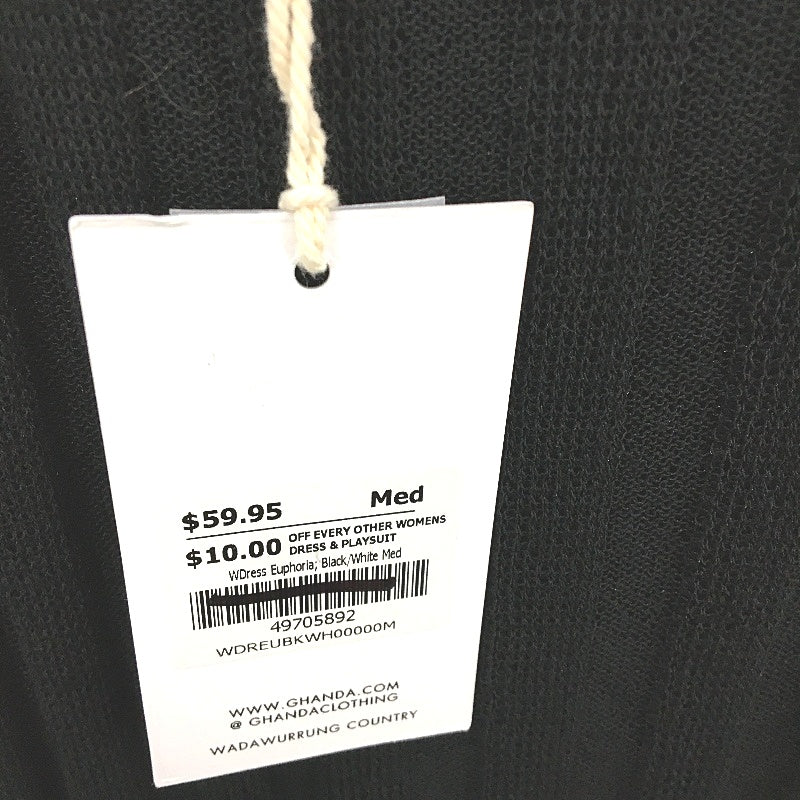 $59.95 Med
$10.00 OFF EVERY OTHER WOMENS
DRESS & PLAYSUIT
WDress Euphoria; Black/White Med
49705892
WDREUBKWH00000M
WWW.GHANDA.COM
@ GHANDACLOTHING
WADAWURRUNG COUNTRY